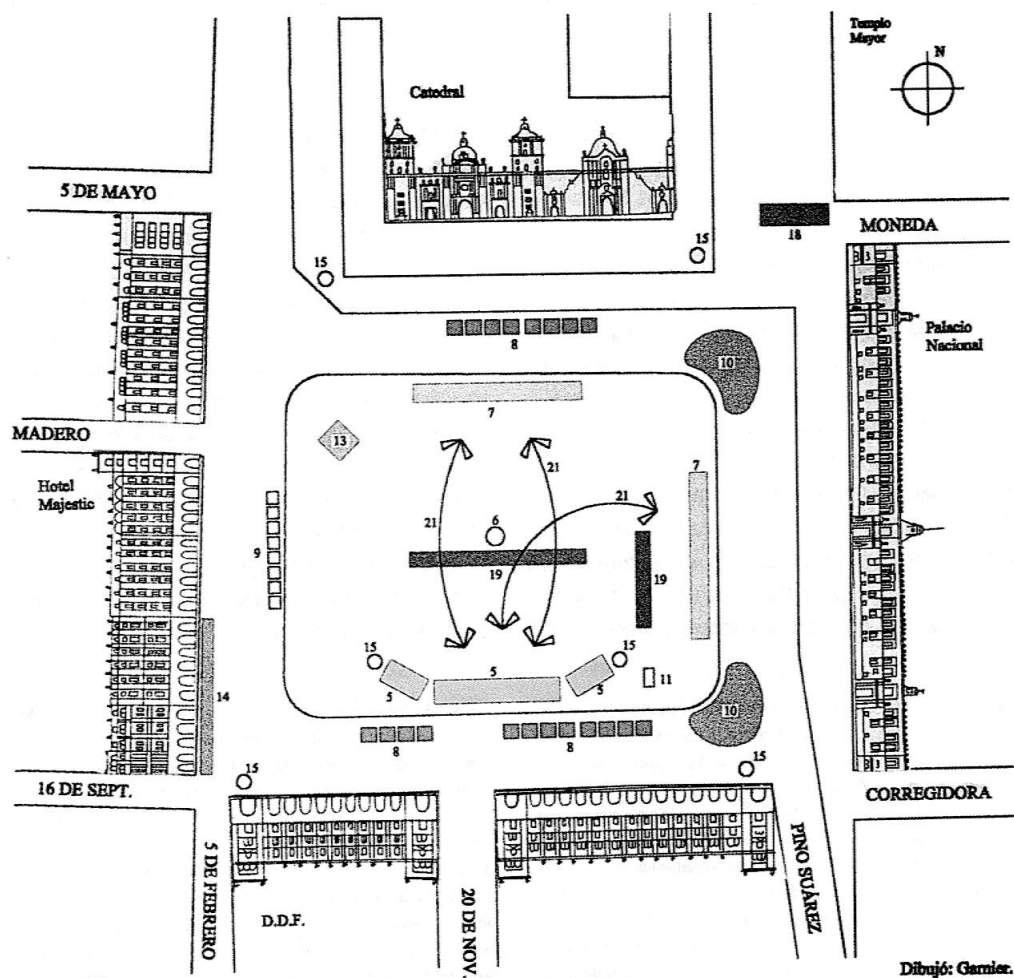 Templo
Mayor
N
Catedral
5 DE MAYO
18
MONEDA
15
15
8
Palacio
Nacional
10
7
MADERO
13
7
Hotel
Majestic
21
21
21
6
9
19
19
15
15
5
5
5
11
14
10
8
8
15
15
16 DE SEPT.
CORREGIDORA
5 DE FEBRERO
20 DE NOV.
PINO SUÁREZ
D.D.F.
Dibujó: Garnier.